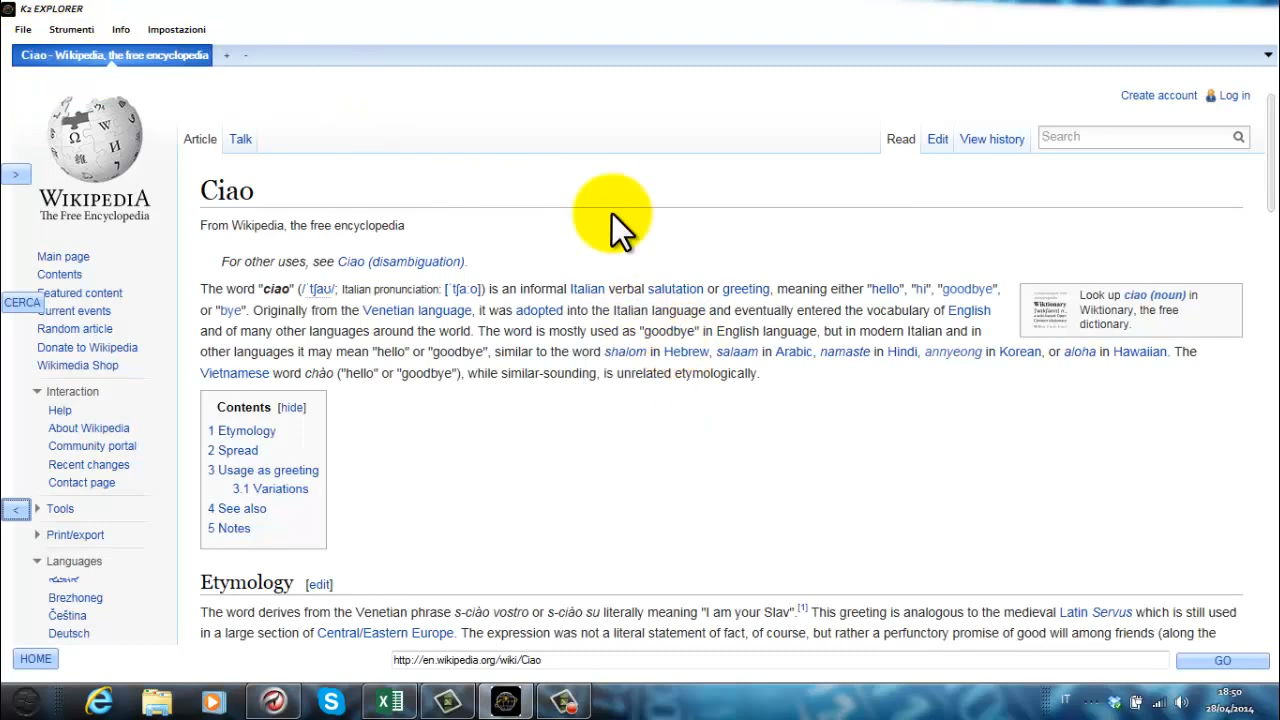 K2 EXPLORER
File Strumenti Info Impostazioni
Ciao - Wikipedia, the free encyclopedia + -
Create account Log in
Article Talk Read Edit View history Search
>
WIKIPEDIA
The Free Encyclopedia
Ciao
From Wikipedia, the free encyclopedia
For other uses, see Ciao (disambiguation).
The word "ciao" (/ˈtʃaʊ/; Italian pronunciation: [ˈtʃa.o]) is an informal Italian verbal salutation or greeting, meaning either "hello", "hi", "goodbye",
or "bye". Originally from the Venetian language, it was adopted into the Italian language and eventually entered the vocabulary of English
and of many other languages around the world. The word is mostly used as "goodbye" in English language, but in modern Italian and in
other languages it may mean "hello" or "goodbye", similar to the word shalom in Hebrew, salaam in Arabic, namaste in Hindi, annyeong in Korean, or aloha in Hawaiian. The
Vietnamese word chào ("hello" or "goodbye"), while similar-sounding, is unrelated etymologically.
Look up ciao (noun) in
Wiktionary, the free
dictionary.
Wiktionary
Main page
Contents
Featured content
CERCA
Current events
Random article
Donate to Wikipedia
Wikimedia Shop
Interaction
Help
About Wikipedia
Community portal
Recent changes
Contact page
<
Tools
Print/export
Languages
Brezhoneg
Čeština
Deutsch
Contents [hide]
1 Etymology
2 Spread
3 Usage as greeting
3.1 Variations
4 See also
5 Notes
Etymology [edit]
The word derives from the Venetian phrase s-ciào vostro or s-ciào su literally meaning "I am your Slav".[1] This greeting is analogous to the medieval Latin Servus which is still used
in a large section of Central/Eastern Europe. The expression was not a literal statement of fact, of course, but rather a perfunctory promise of good will among friends (along the
HOME http://en.wikipedia.org/wiki/Ciao GO
IT
18:50
28/04/2014